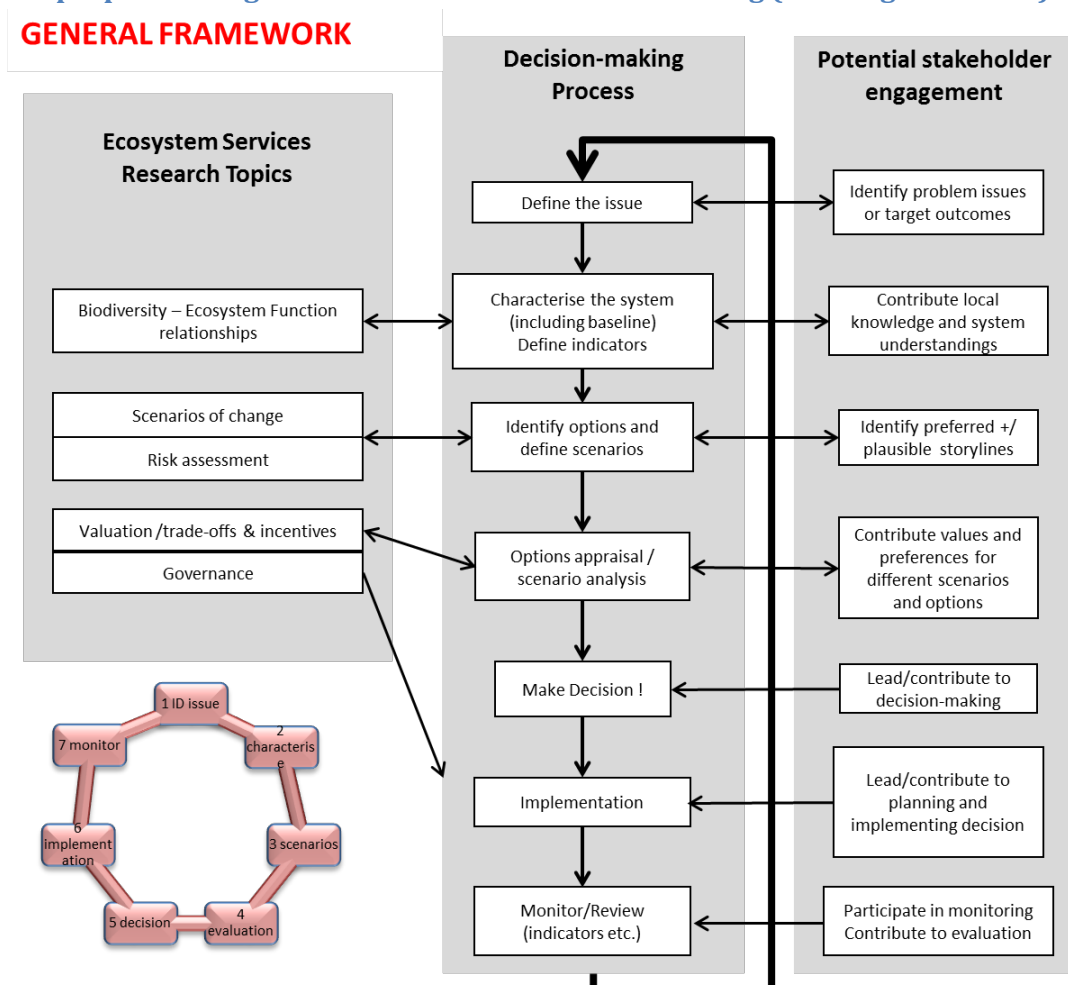 GENERAL FRAMEWORK
Decision-making
Process
Potential stakeholder
engagement
Ecosystem Services
Research Topics
Define the issue
Identify problem issues
or target outcomes
Biodiversity – Ecosystem Function
relationships
Characterise the system
(including baseline)
Define indicators
Contribute local
knowledge and system
understandings
Scenarios of change
Risk assessment
Identify options and
define scenarios
Identify preferred +/
plausible storylines
Valuation /trade-offs & incentives
Governance
Options appraisal /
scenario analysis
Contribute values and
preferences for
different scenarios
and options
Make Decision !
Lead/contribute to
decision-making
Implementation
Lead/contribute to
planning and
implementing decision
Monitor/Review
(indicators etc.)
Participate in monitoring
Contribute to evaluation
1 ID issue
2
characteris
e
3 scenarios
4
evaluation
5 decision
6
implement
ation
7 monitor